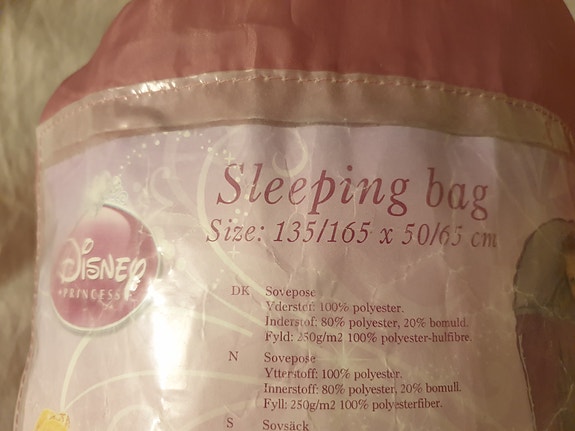 Sleeping bag
Size: 135/165 x 50/65 cm
Disney
PRINCESS
DK Sovepose
Yderstof: 100% polyester.
Inderstof: 80% polyester, 20% bomuld.
Fyld: 250g/m2 100% polyester-hulfibre.
N Sovepose
Ytterstoff: 100% polyester.
Innerstoff: 80% polyester, 20% bomull.
Fyll: 250g/m2 100% polyesterfiber.
S Sovsäck